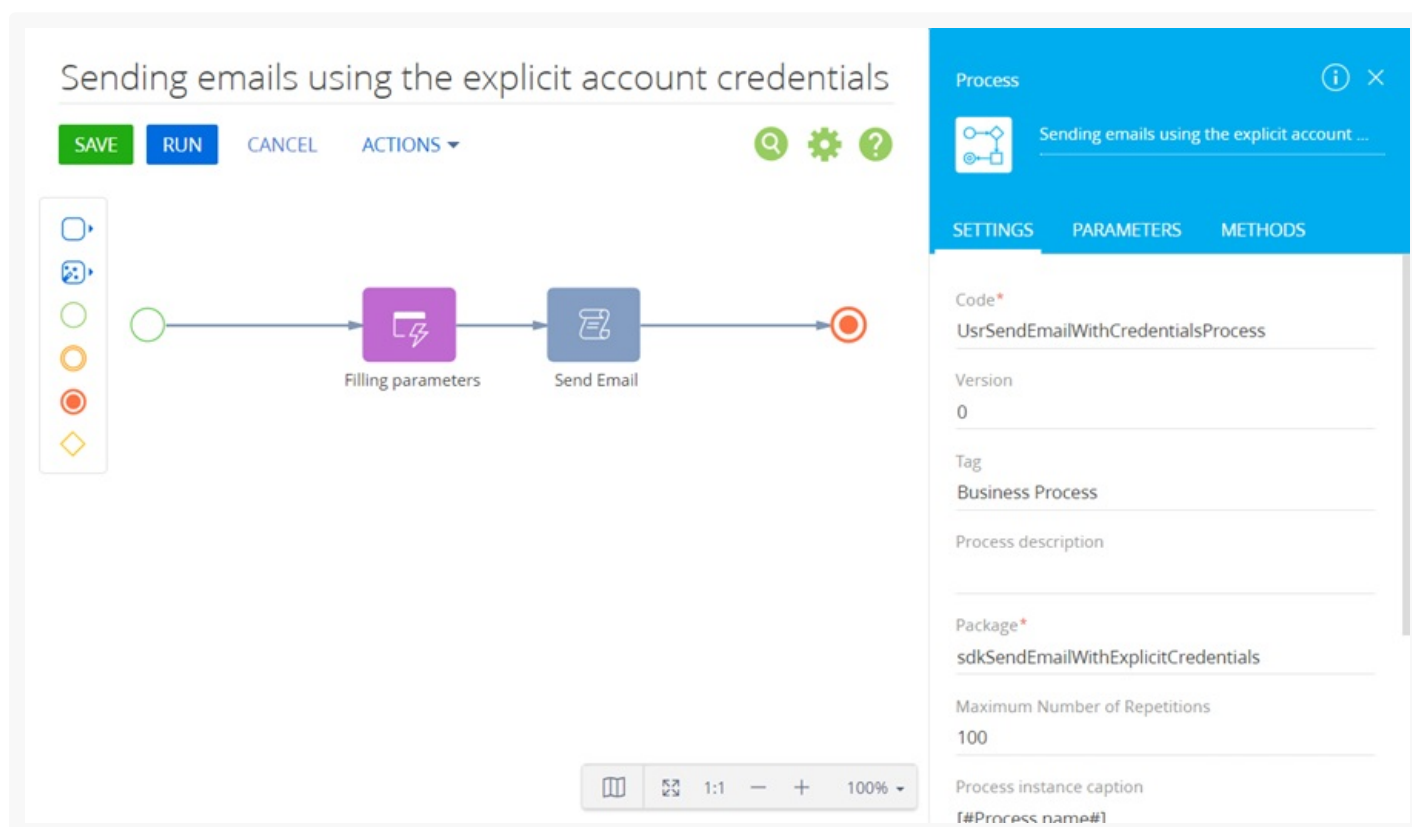 Sending emails using the explicit account credentials
SAVE RUN CANCEL ACTIONS
Filling parameters Send Email
1:1 100%
Process
Sending emails using the explicit account ...
SETTINGS PARAMETERS METHODS
Code*
UsrSendEmailWithCredentialsProcess
Version
0
Tag
Business Process
Process description
Package*
sdkSendEmailWithExplicitCredentials
Maximum Number of Repetitions
100
Process instance caption
[#Process name#]